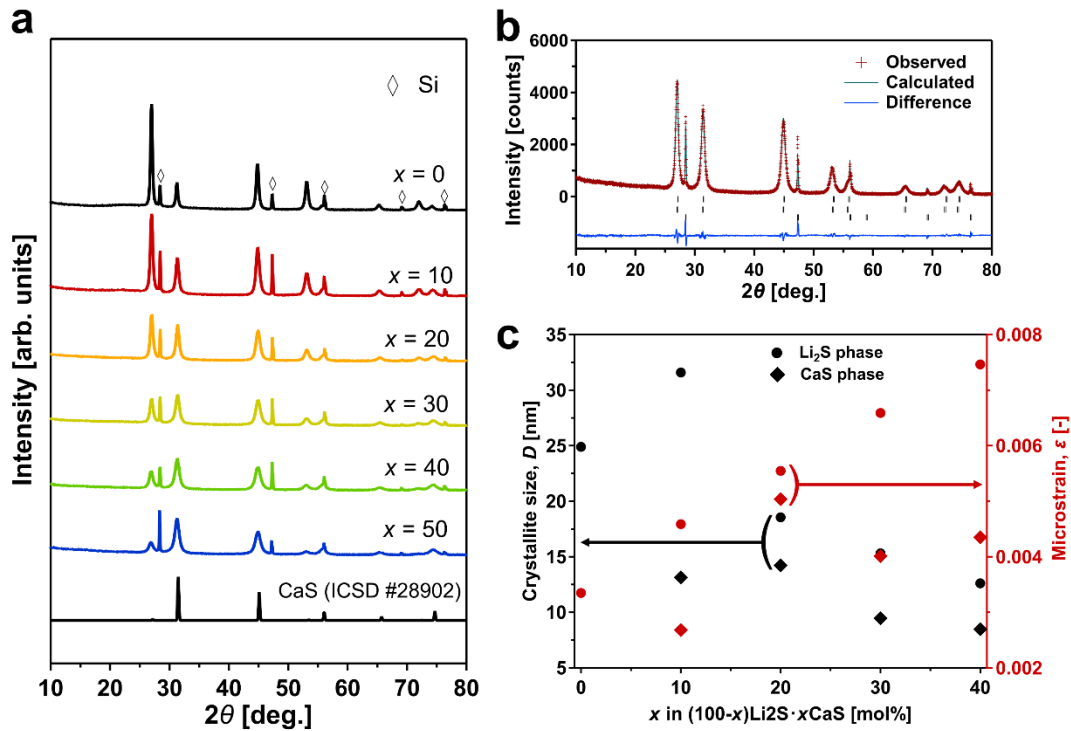 a
Intensity [arb. units]
◊ Si
x = 0
x = 10
x = 20
x = 30
x = 40
x = 50
CaS (ICSD #28902)
10 20 30 40 50 60 70 80
2θ [deg.]
b
Intensity [counts]
6000
4000
2000
0
Observed
Calculated
Difference
10 20 30 40 50 60 70 80
2θ [deg.]
c
Crystallite size, D [nm]
35
30
25
20
15
10
5
Li₂S phase
CaS phase
0.008
0.006
0.004
0.002
Microstrain, ε [-]
0 10 20 30 40
x in (100-x)Li2S·xCaS [mol%]